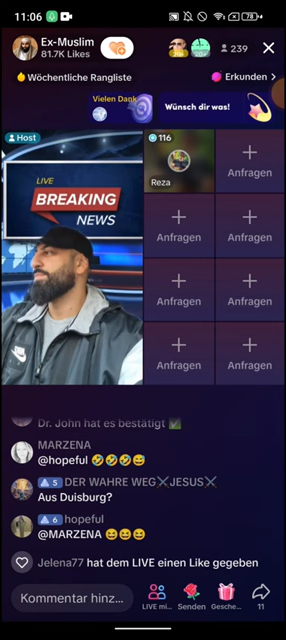 11:06
78
Ex-Muslim
81.7K Likes
239
Wöchentliche Rangliste
Erkunden >
Vielen Dank
Wünsch dir was!
Host
LIVE
BREAKING
NEWS
116
Reza
Anfragen
Anfragen
Anfragen
Anfragen
Anfragen
Anfragen
Anfragen
Dr. John hat es bestätigt ✅
MARZENA
@hopeful 🤣🤣🤣😅
5 DER WAHRE WEG⚔JESUS⚔
Aus Duisburg?
6 hopeful
@MARZENA 😆😆😆
Jelena77 hat dem LIVE einen Like gegeben
Kommentar hinz...
LIVE mi...
Senden
Gesche...
11